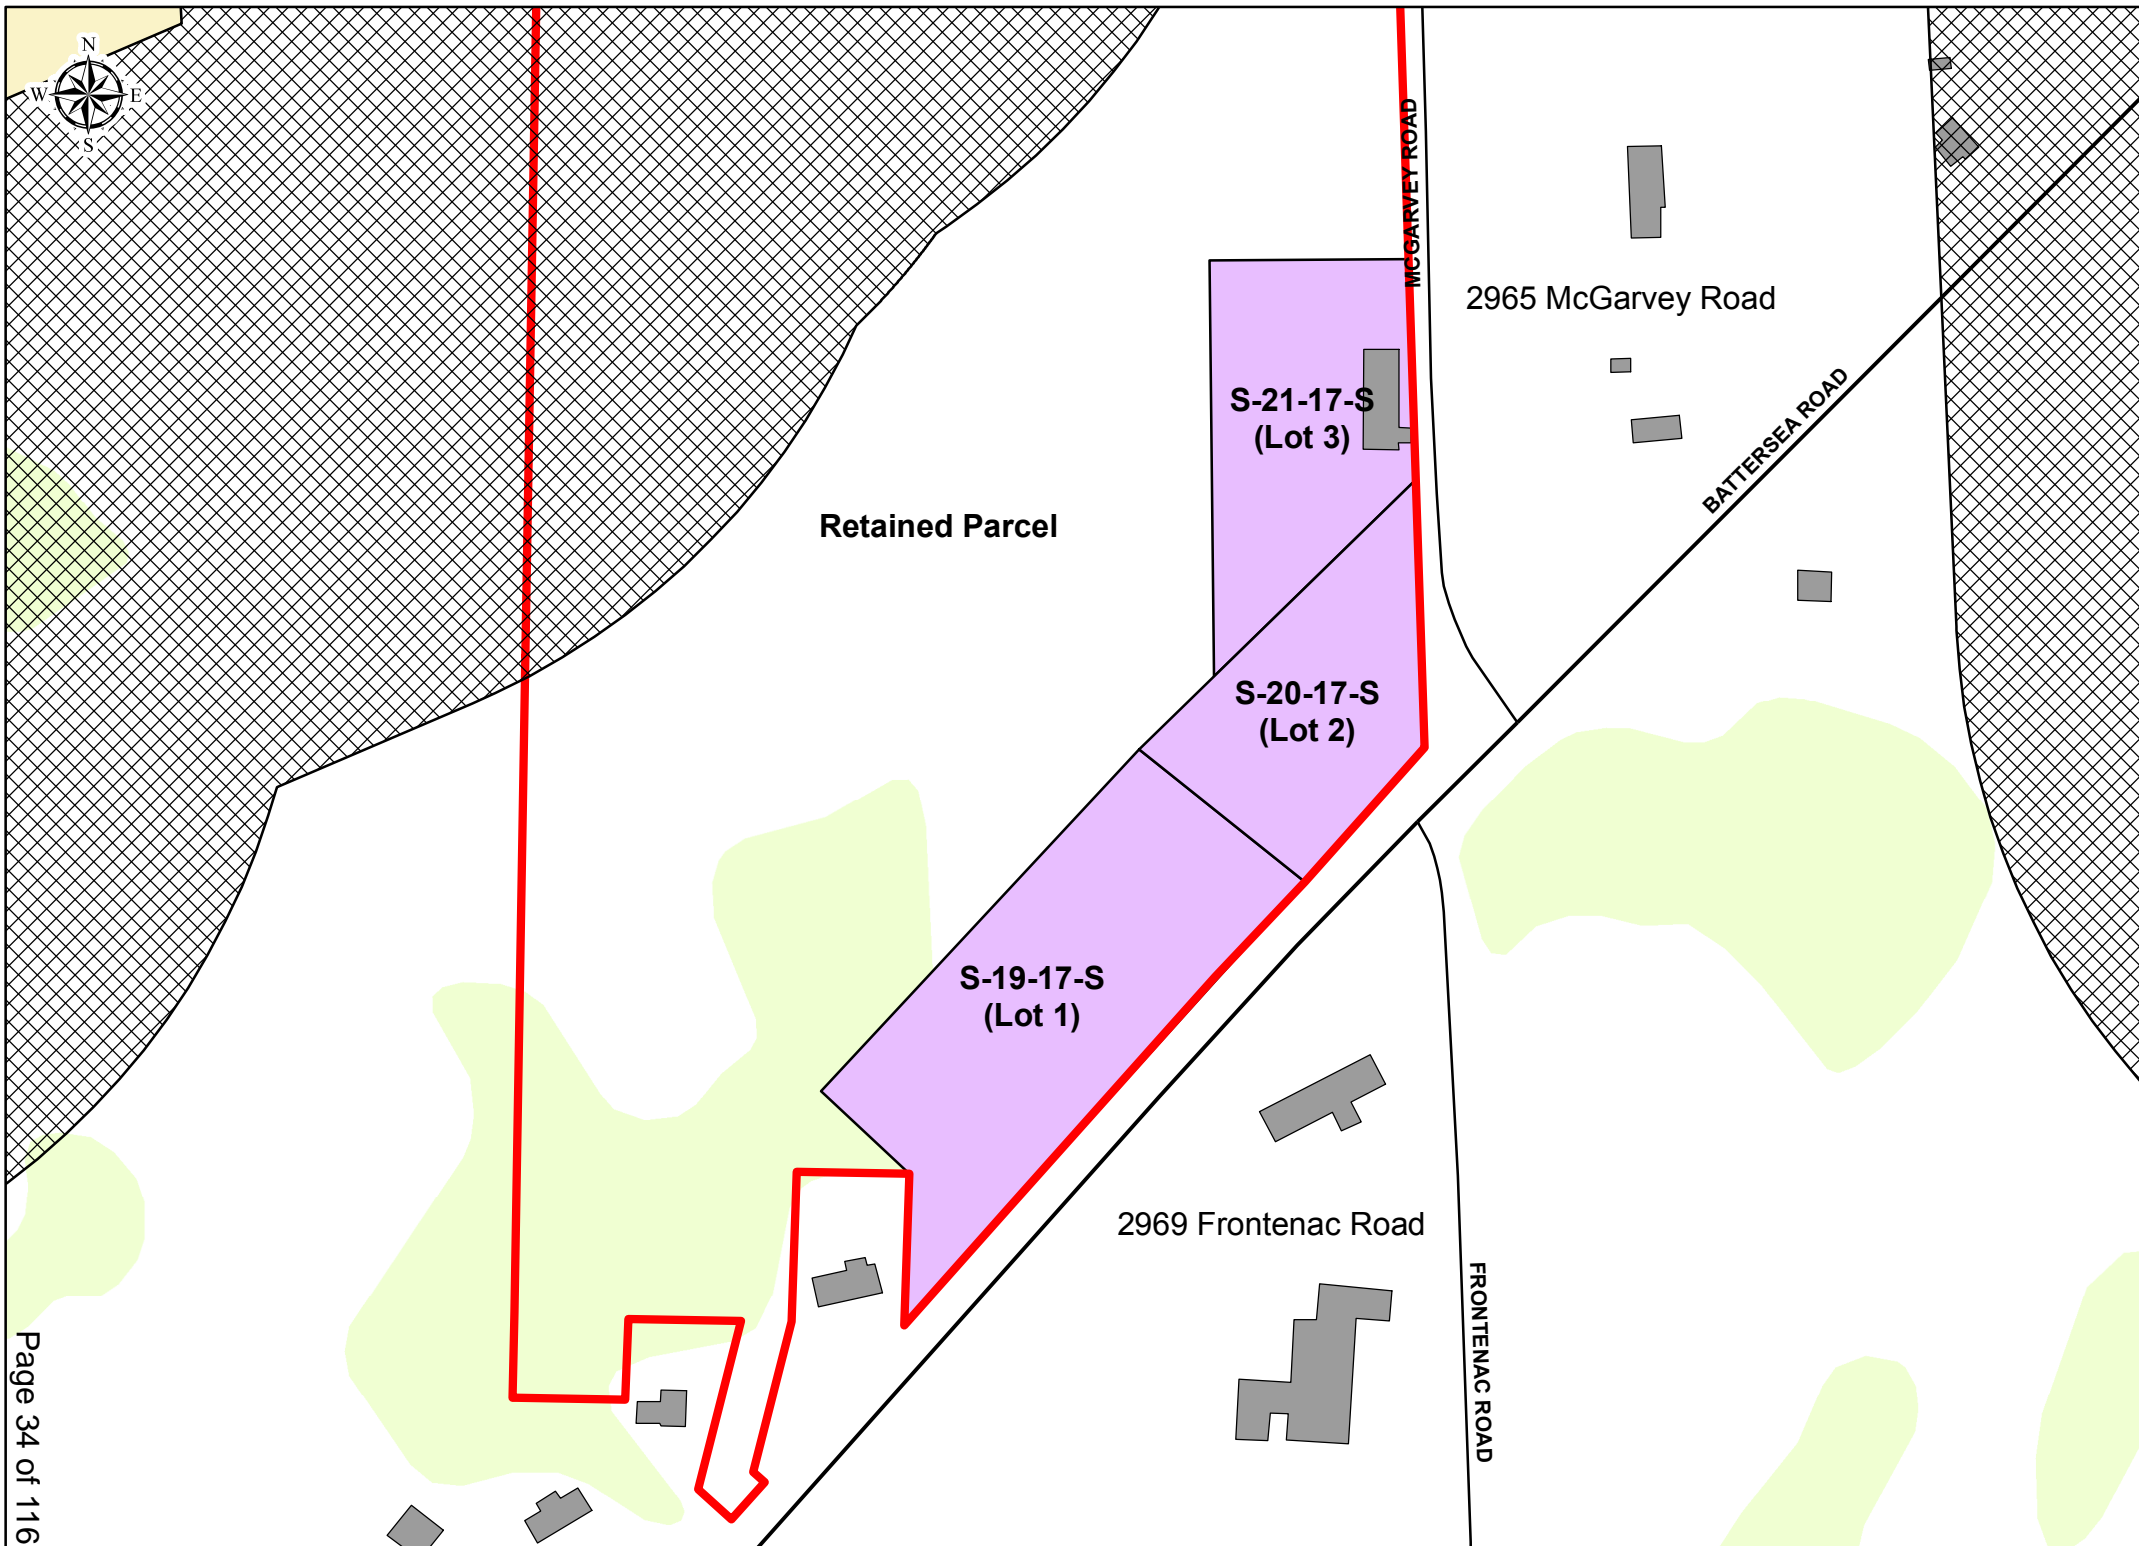 N
W E
S
MCGARVEY ROAD
2965 McGarvey Road
BATTERSEA ROAD
S-21-17-S
(Lot 3)
Retained Parcel
S-20-17-S
(Lot 2)
S-19-17-S
(Lot 1)
2969 Frontenac Road
FRONTENAC ROAD
Page 34 of 116